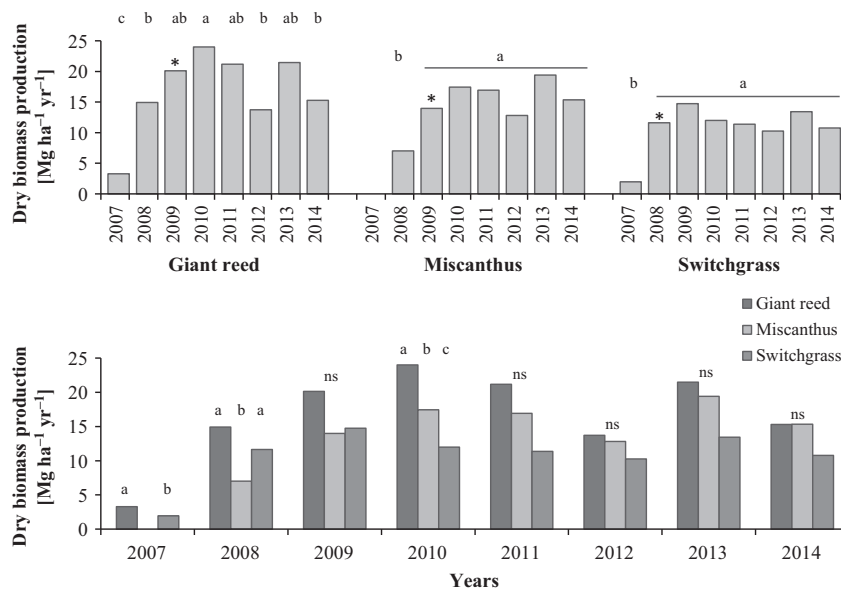 c b ab a ab b ab b
b a
b a
Dry biomass production
[Mg ha⁻¹ yr⁻¹]
25
20
15
10
5
0
*
*
*
2007 2008 2009 2010 2011 2012 2013 2014
2007 2008 2009 2010 2011 2012 2013 2014
2007 2008 2009 2010 2011 2012 2013 2014
Giant reed Miscanthus Switchgrass
Giant reed
Miscanthus
Switchgrass
Dry biomass production
[Mg ha⁻¹ yr⁻¹]
25
20
15
10
5
0
a b
a b a
ns
a b c
ns
ns
ns
ns
2007 2008 2009 2010 2011 2012 2013 2014
Years